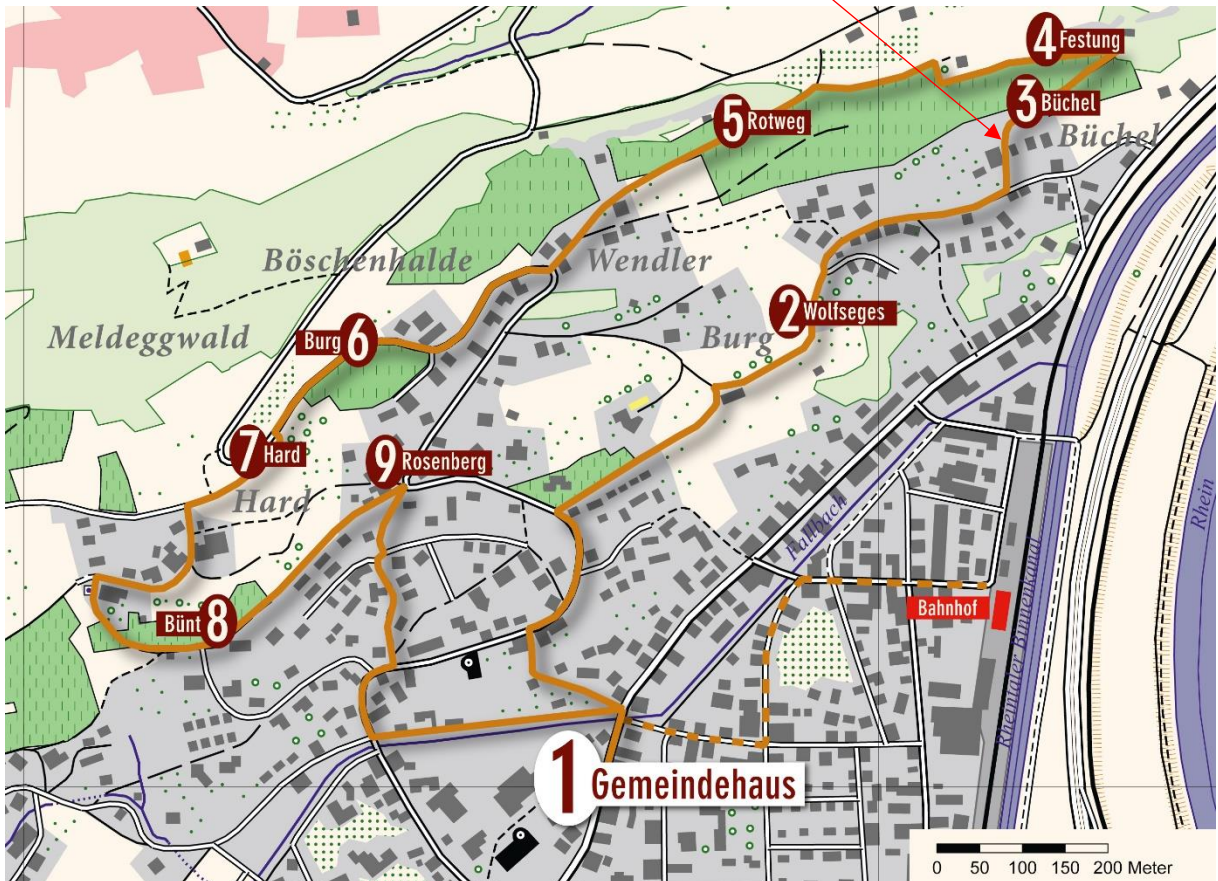 4 Festung
3 Büchel
Büchel
5 Rotweg
Böschenhalde
Wendler
Meldeggwald
2 Wolfseges
Burg
Burg 6
7 Hard
Hard
9 Rosenberg
Fallbach
Rhein
Rheintaler Binnenkanal
Bahnhof
Bünt 8
1 Gemeindehaus
0 50 100 150 200 Meter